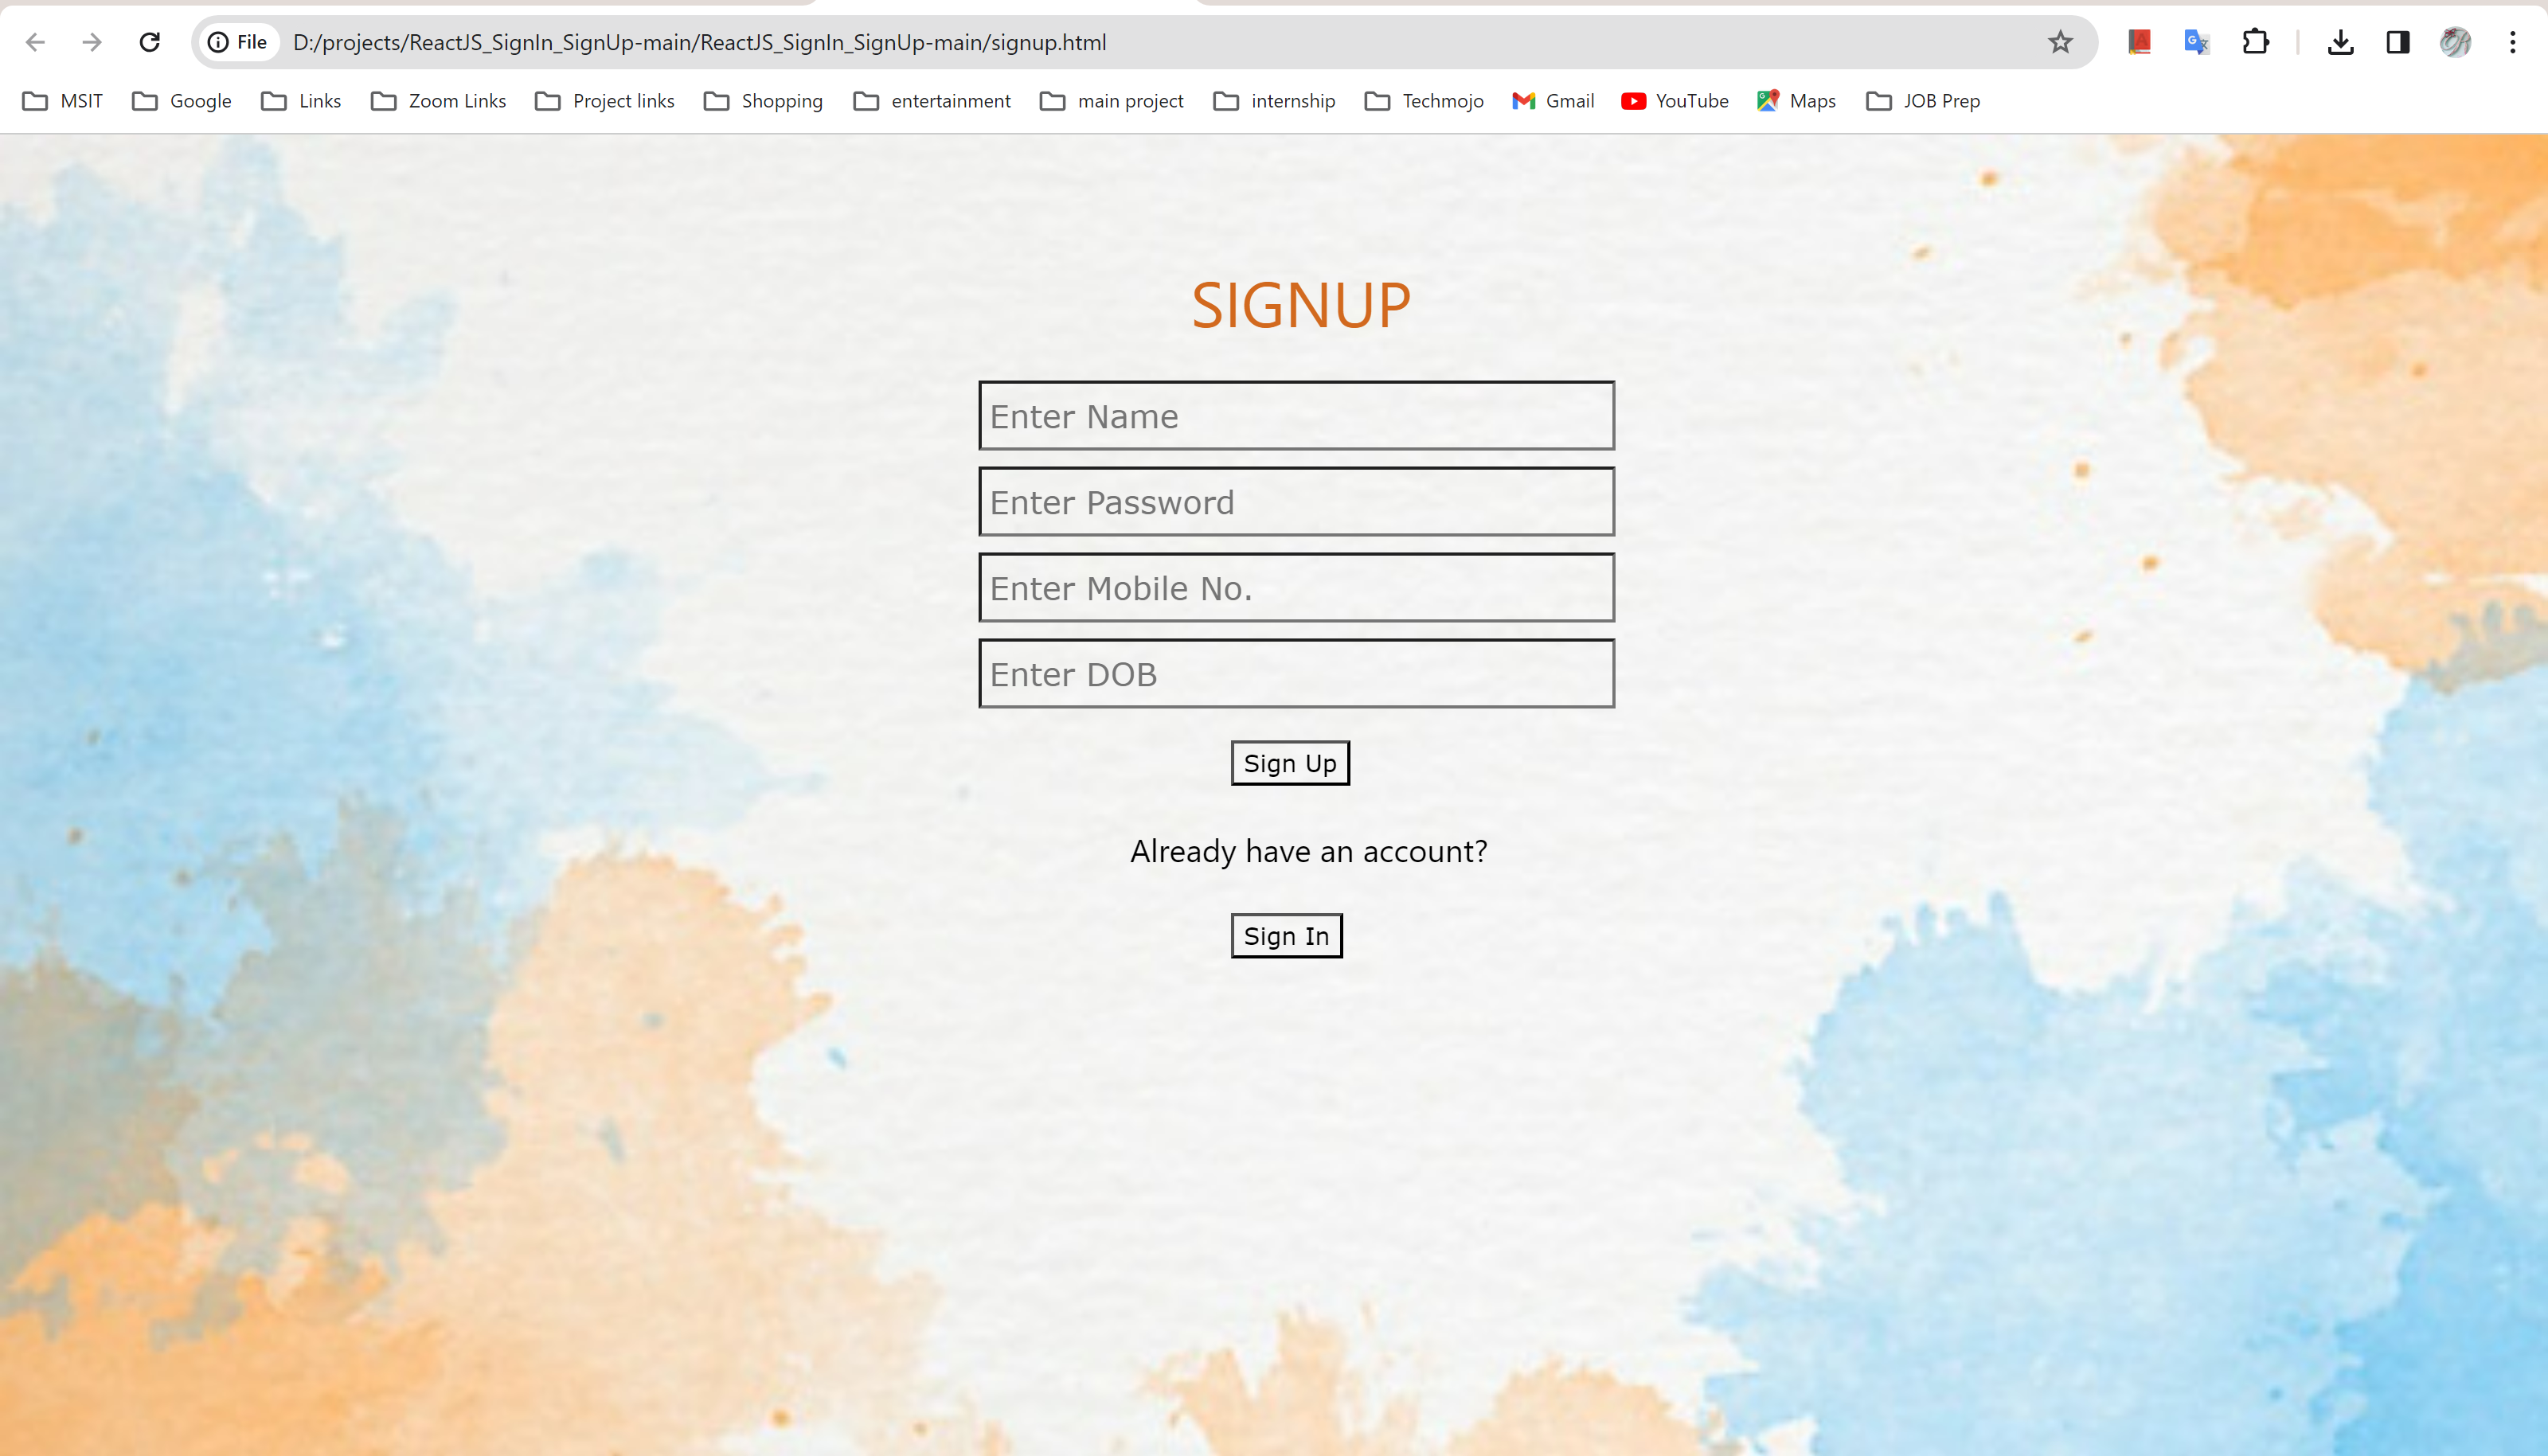 File D:/projects/ReactJS_SignIn_SignUp-main/ReactJS_SignIn_SignUp-main/signup.html
MSIT Google Links Zoom Links Project links Shopping entertainment main project internship Techmojo Gmail YouTube Maps JOB Prep
SIGNUP
Enter Name
Enter Password
Enter Mobile No.
Enter DOB
Sign Up
Already have an account?
Sign In